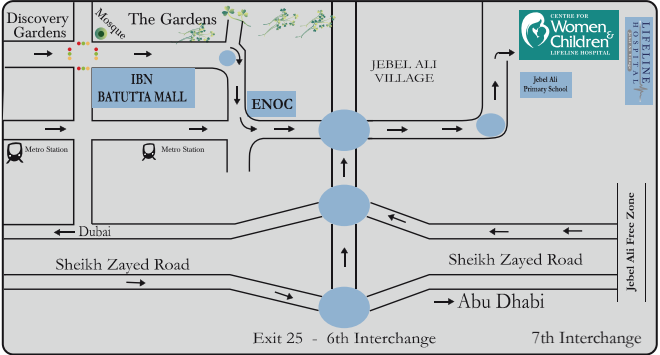 Discovery
Gardens
Mosque
The Gardens
CENTRE FOR
Women &
Children
LIFELINE HOSPITAL
LIFELINE
HOSPITAL
JEBEL ALI
VILLAGE
IBN
BATUTTA MALL
ENOC
Jebel Ali
Primary School
Metro Station
Metro Station
Dubai
Jebel Ali Free Zone
Sheikh Zayed Road
Sheikh Zayed Road
Abu Dhabi
Exit 25 - 6th Interchange
7th Interchange